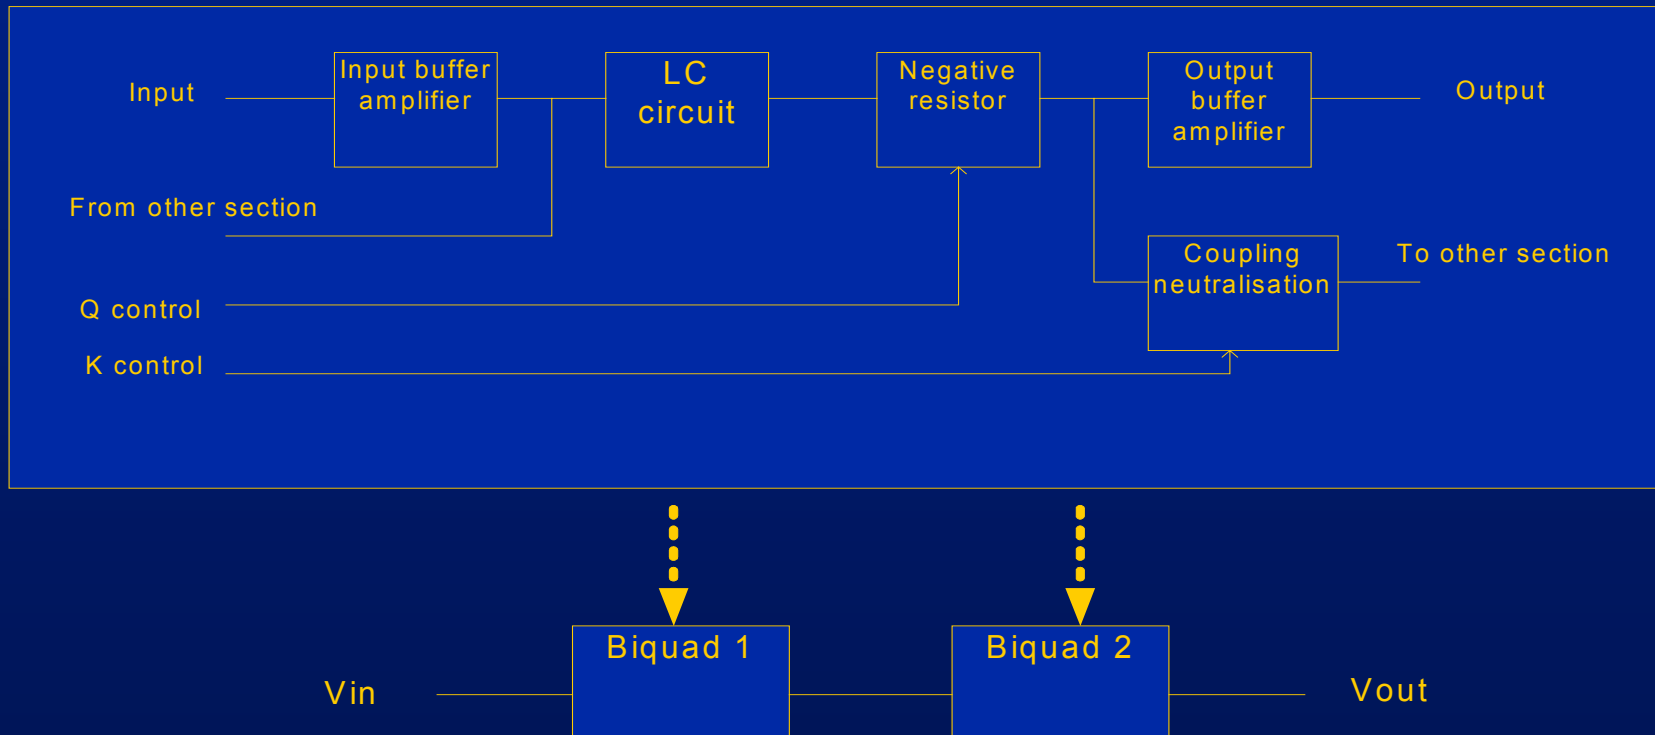 Input
Input buffer
amplifier
LC
circuit
Negative
resistor
Output
buffer
amplifier
Output
From other section
Coupling
neutralisation
To other section
Q control
K control
Biquad 1
Biquad 2
Vin
Vout